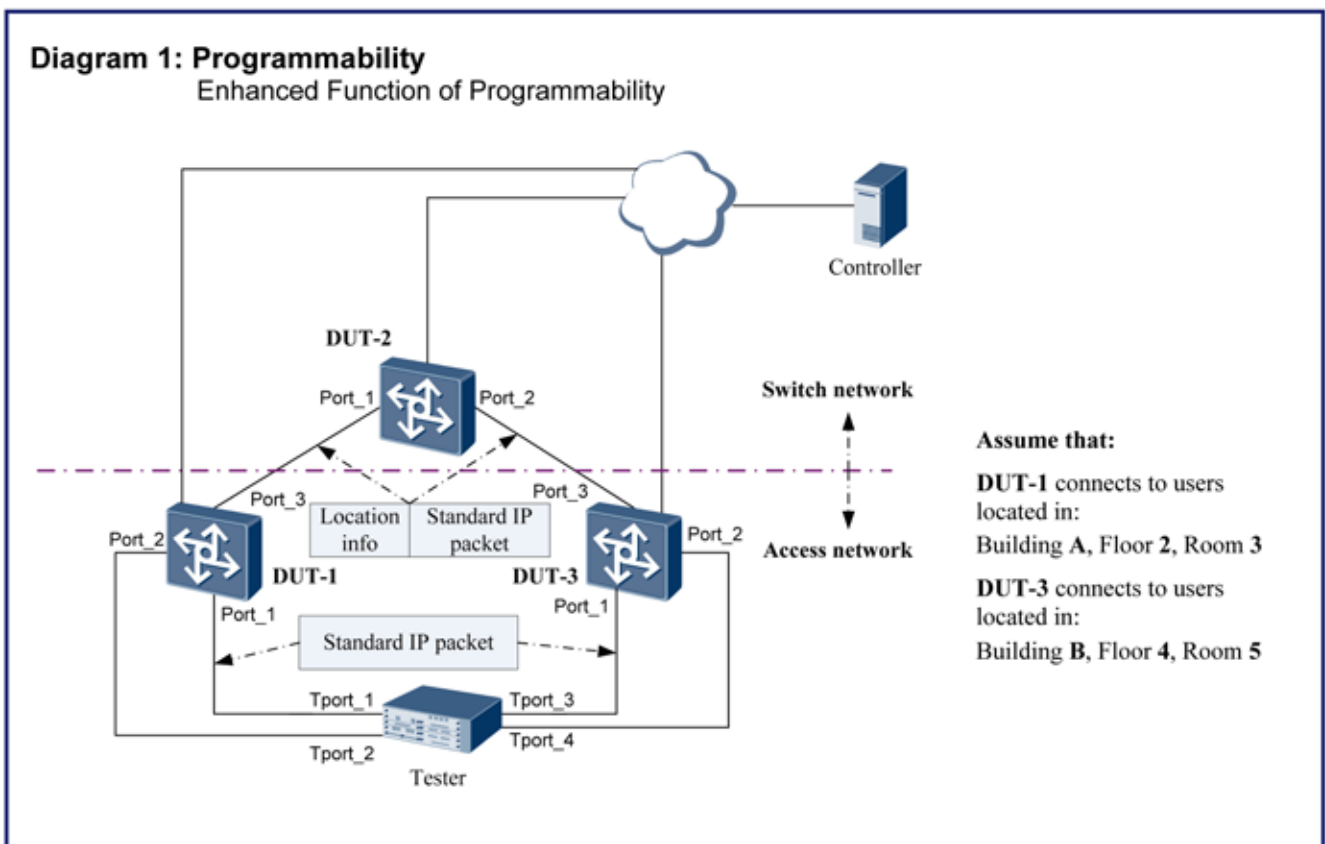 Diagram 1: Programmability
Enhanced Function of Programmability
Controller
DUT-2
Port_1
Port_2
Switch network
Assume that:
DUT-1 connects to users
located in:
Building A, Floor 2, Room 3
DUT-3 connects to users
located in:
Building B, Floor 4, Room 5
Port_3
Port_3
Port_2
Location
info
Standard IP
packet
Port_2
Access network
DUT-1
DUT-3
Port_1
Port_1
Standard IP packet
Tport_1
Tport_3
Tport_2
Tport_4
Tester